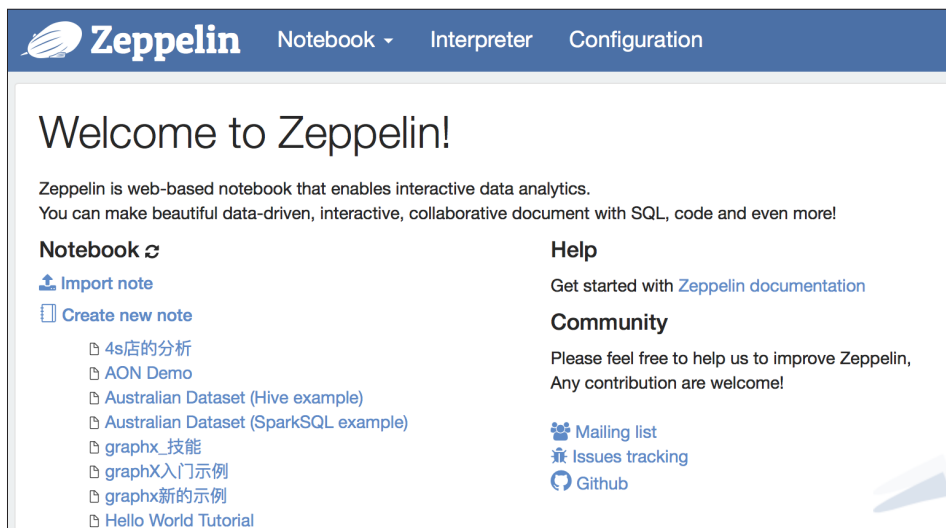 Zeppelin Notebook Interpreter Configuration
Welcome to Zeppelin!
Zeppelin is web-based notebook that enables interactive data analytics.
You can make beautiful data-driven, interactive, collaborative document with SQL, code and even more!
Notebook
Import note
Create new note
4s店的分析
AON Demo
Australian Dataset (Hive example)
Australian Dataset (SparkSQL example)
graphx_技能
graphX入门示例
graphx新的示例
Hello World Tutorial
Help
Get started with Zeppelin documentation
Community
Please feel free to help us to improve Zeppelin,
Any contribution are welcome!
Mailing list
Issues tracking
Github